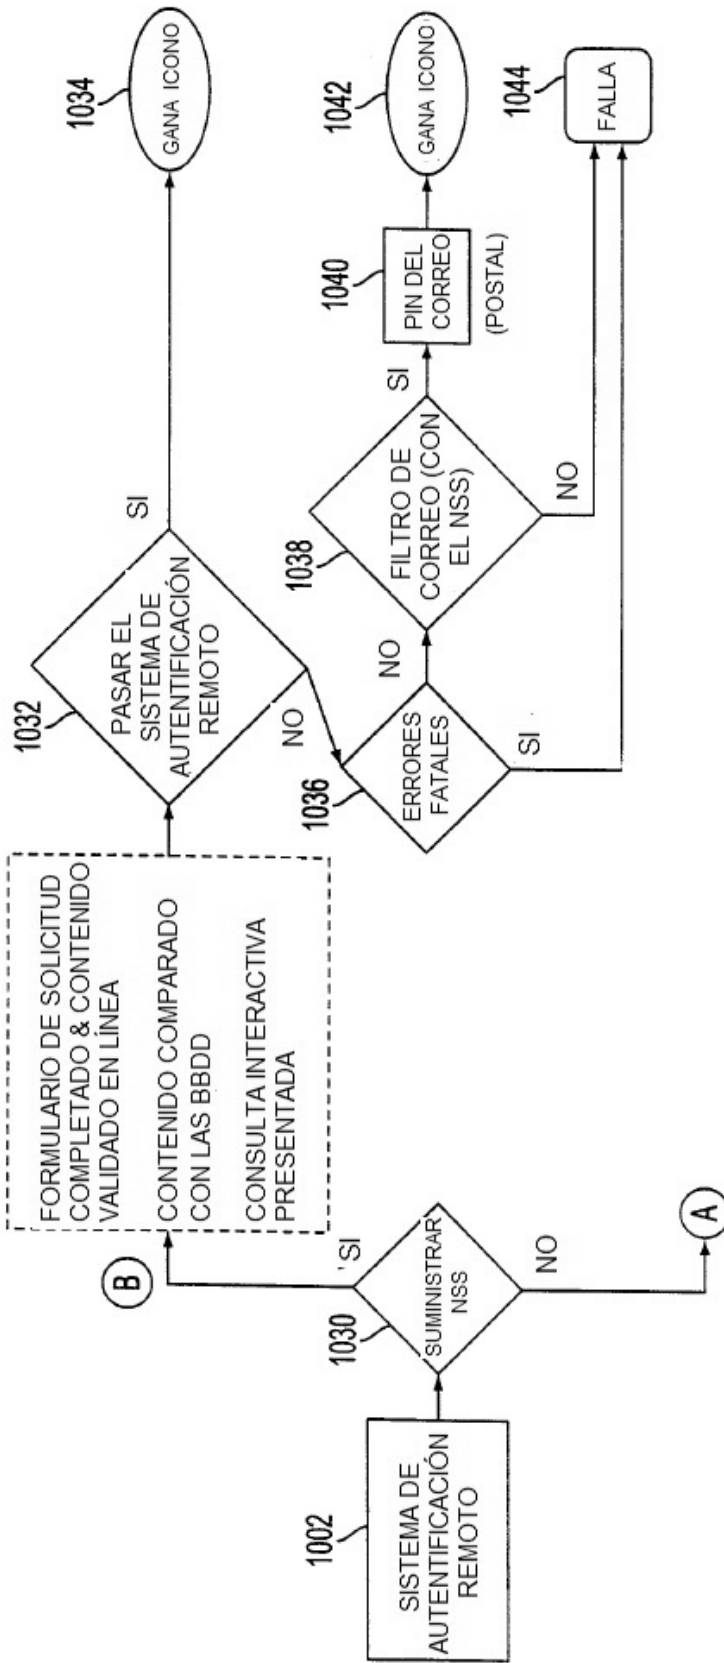 1002
SISTEMA DE
AUTENTIFICACIÓN
REMOTO
1030
SUMINISTRAR
NSS
'SI
NO
B
A
FORMULARIO DE SOLICITUD
COMPLETADO & CONTENIDO
VALIDADO EN LÍNEA
CONTENIDO COMPARADO
CON LAS BBDD
CONSULTA INTERACTIVA
PRESENTADA
1032
PASAR EL
SISTEMA DE
AUTENTIFICACIÓN
REMOTO
SI
NO
1034
GANA ICONO
1036
ERRORES
FATALES
NO
SI
1038
FILTRO DE
CORREO (CON
EL NSS)
SI
NO
1040
PIN DEL
CORREO
(POSTAL)
1042
GANA ICONO
1044
FALLA